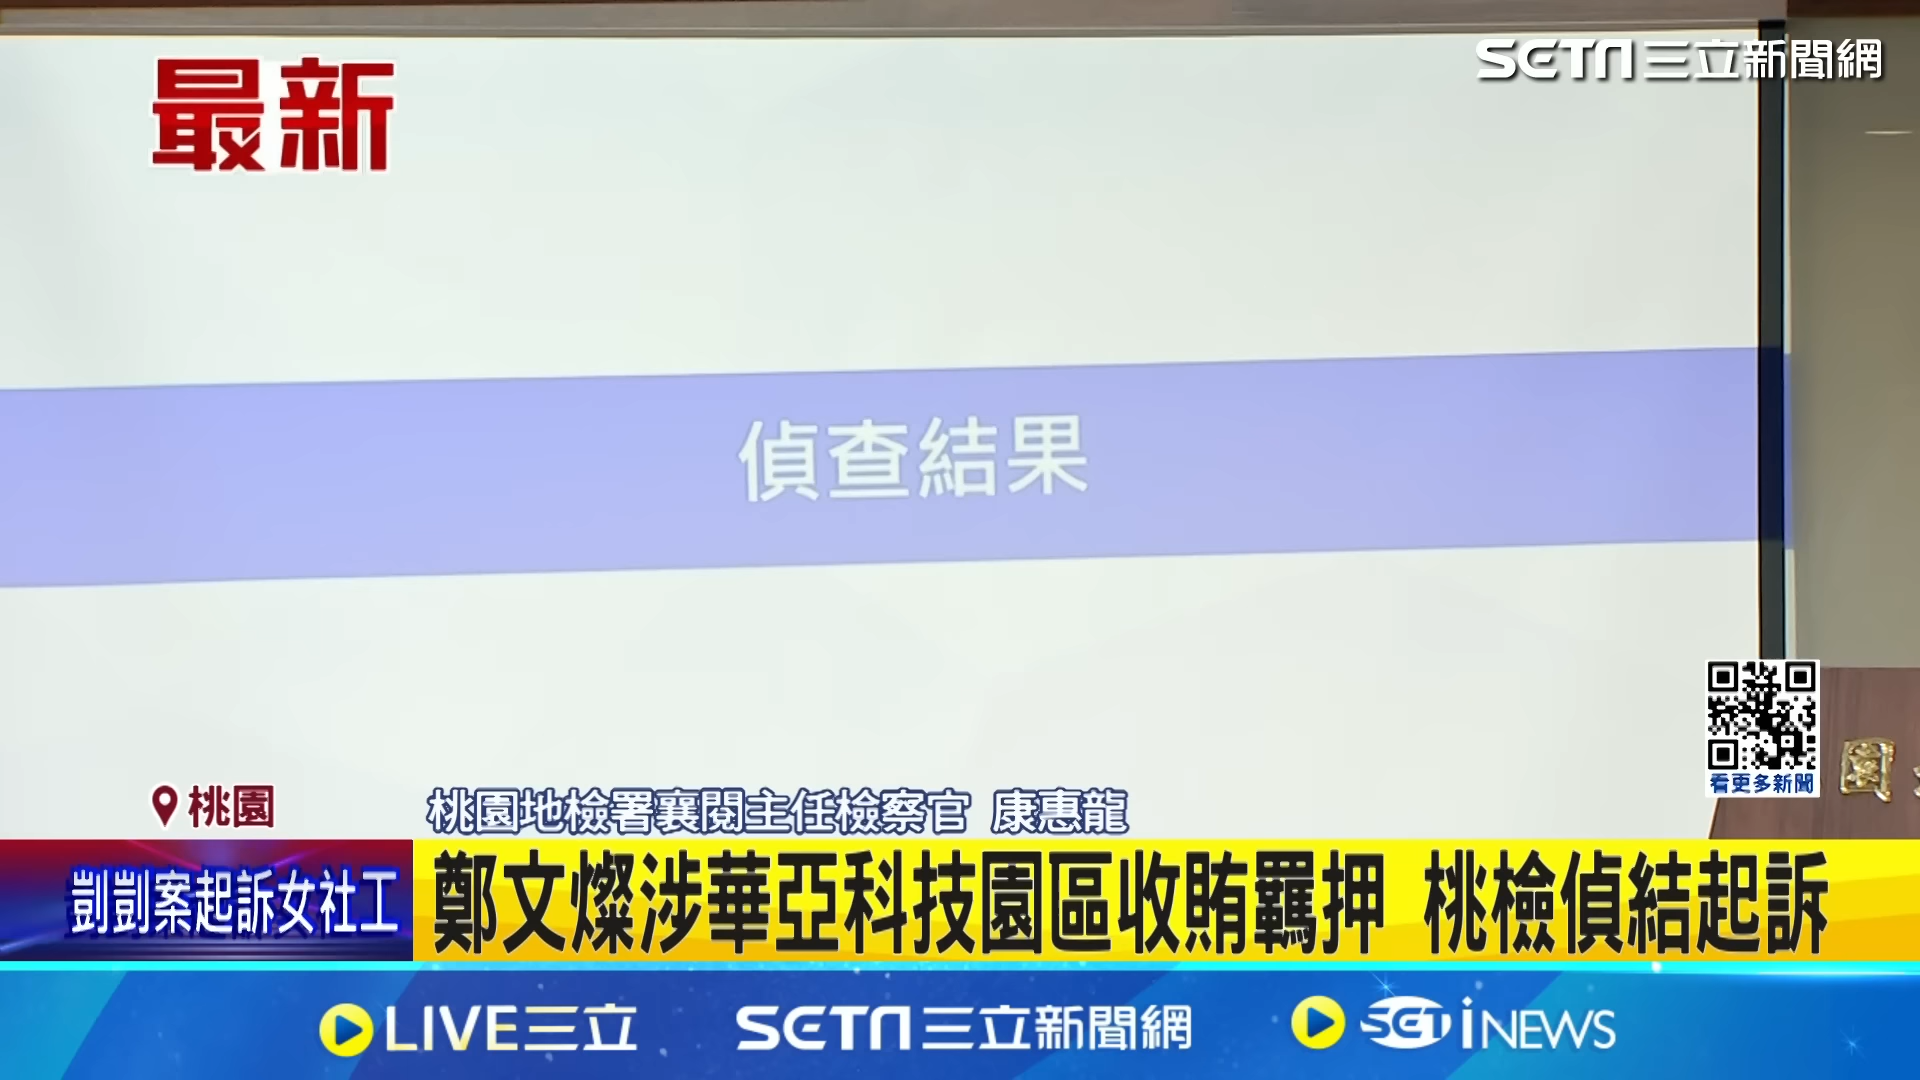 SETN三立新聞網
最新
偵查結果
看更多新聞
國
桃園
桃園地檢署襄閱主任檢察官 康惠龍
剴剴案起訴女社工
鄭文燦涉華亞科技園區收賄羈押 桃檢偵結起訴
LIVE三立
SETN三立新聞網
SETiNEWS